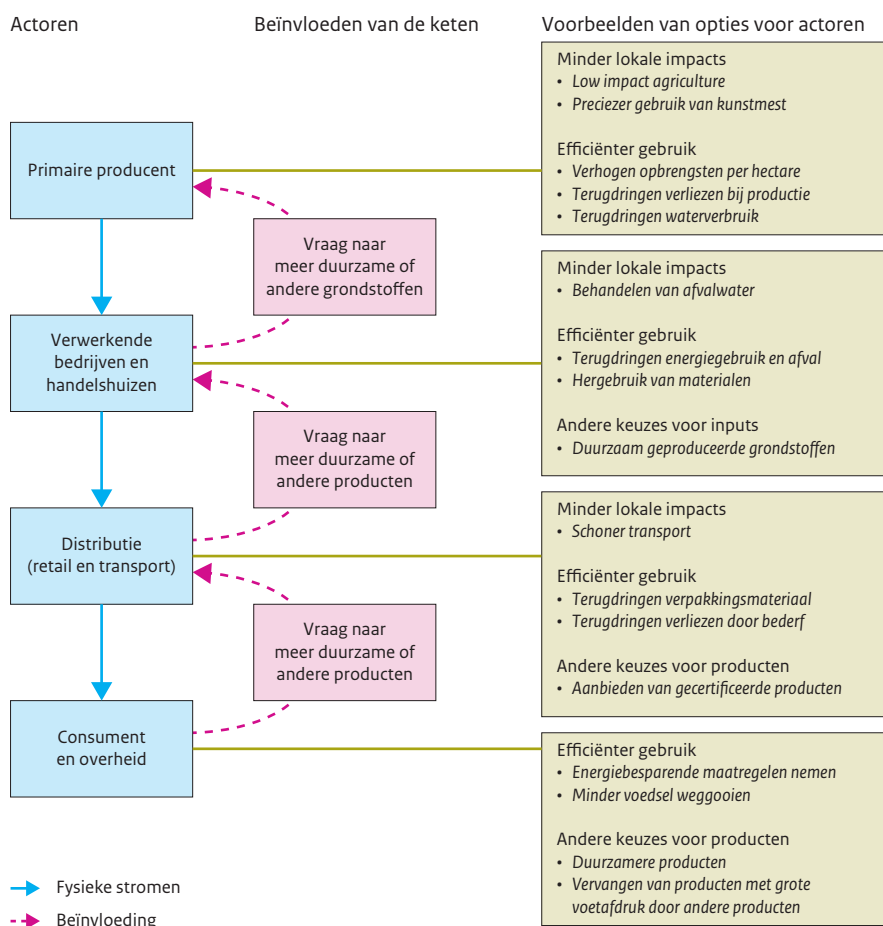 Actoren
Beïnvloeden van de keten
Voorbeelden van opties voor actoren
Primaire producent
Minder lokale impacts
• Low impact agriculture
• Preciezer gebruik van kunstmest
Efficiënter gebruik
• Verhogen opbrengsten per hectare
• Terugdringen verliezen bij productie
• Terugdringen waterverbruik
Vraag naar
meer duurzame of
andere grondstoffen
Verwerkende
bedrijven en
handelshuizen
Minder lokale impacts
• Behandelen van afvalwater
Efficiënter gebruik
• Terugdringen energiegebruik en afval
• Hergebruik van materialen
Andere keuzes voor inputs
• Duurzaam geproduceerde grondstoffen
Vraag naar
meer duurzame of
andere producten
Distributie
(retail en transport)
Minder lokale impacts
• Schoner transport
Efficiënter gebruik
• Terugdringen verpakkingsmateriaal
• Terugdringen verliezen door bederf
Andere keuzes voor producten
• Aanbieden van gecertificeerde producten
Vraag naar
meer duurzame of
andere producten
Consument
en overheid
Efficiënter gebruik
• Energiebesparende maatregelen nemen
• Minder voedsel weggooien
Andere keuzes voor producten
• Duurzamere producten
• Vervangen van producten met grote
voetafdruk door andere producten
Fysieke stromen
Beïnvloeding